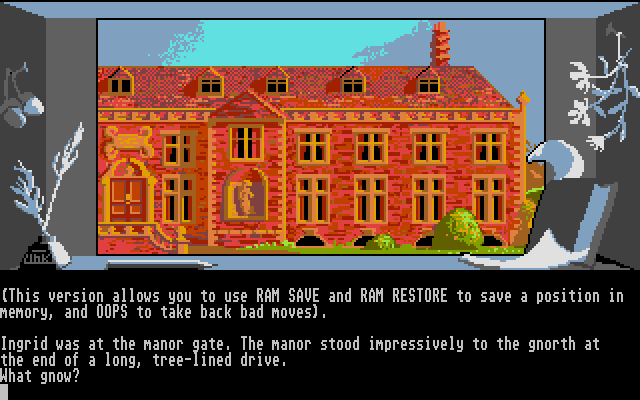 Ink
(This version allows you to use RAM SAVE and RAM RESTORE to save a position in
memory, and OOPS to take back bad moves).
Ingrid was at the manor gate. The manor stood impressively to the gnorth at
the end of a long, tree-lined drive.
What gnow?